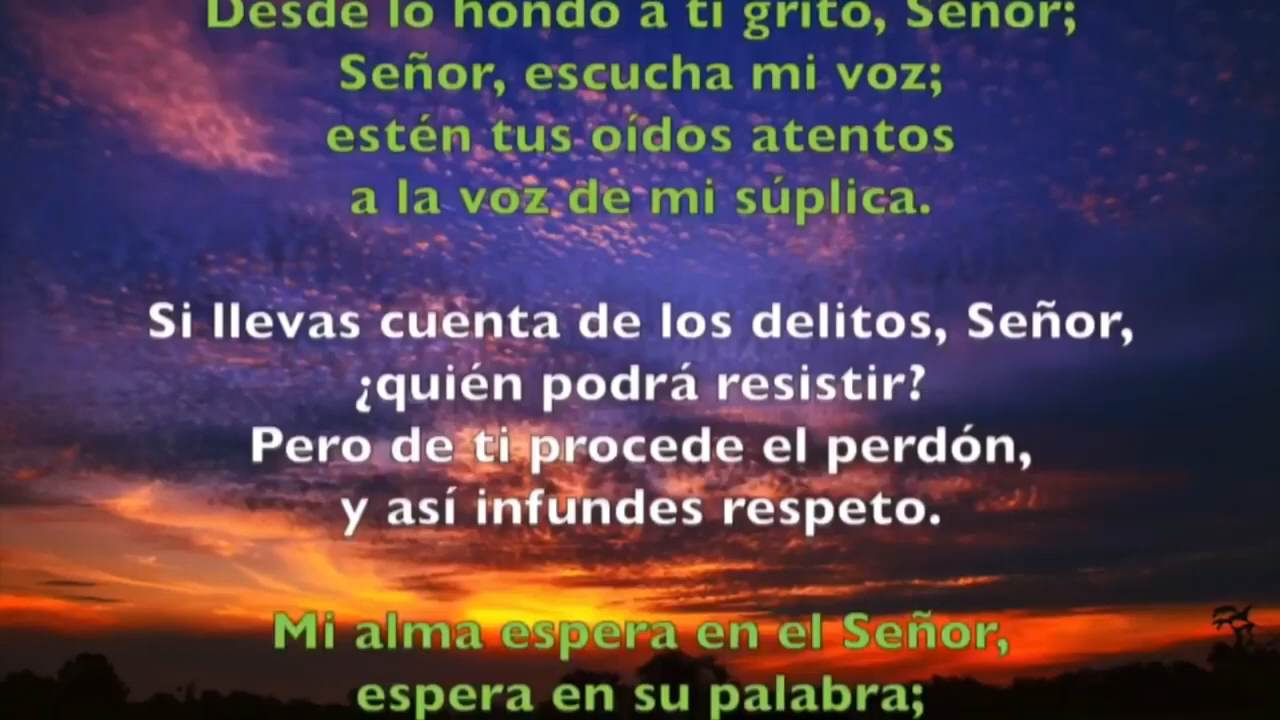 Desde lo hondo a ti grito, Señor;
Señor, escucha mi voz;
estén tus oídos atentos
a la voz de mi súplica.
Si llevas cuenta de los delitos, Señor,
¿quién podrá resistir?
Pero de ti procede el perdón,
y así infundes respeto.
Mi alma espera en el Señor,
espera en su palabra;